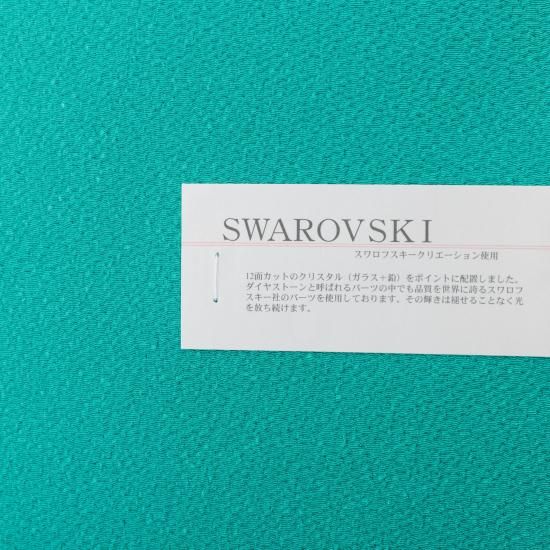 SWAROVSKI
スワロフスキークリエーション使用
12面カットのクリスタル（ガラス＋鉛）をポイントに配置しました。
ダイヤストーンと呼ばれるパーツの中でも品質を世界に誇るスワロフ
スキー社のパーツを使用しております。その輝きは褪せることなく光
を放ち続けます。